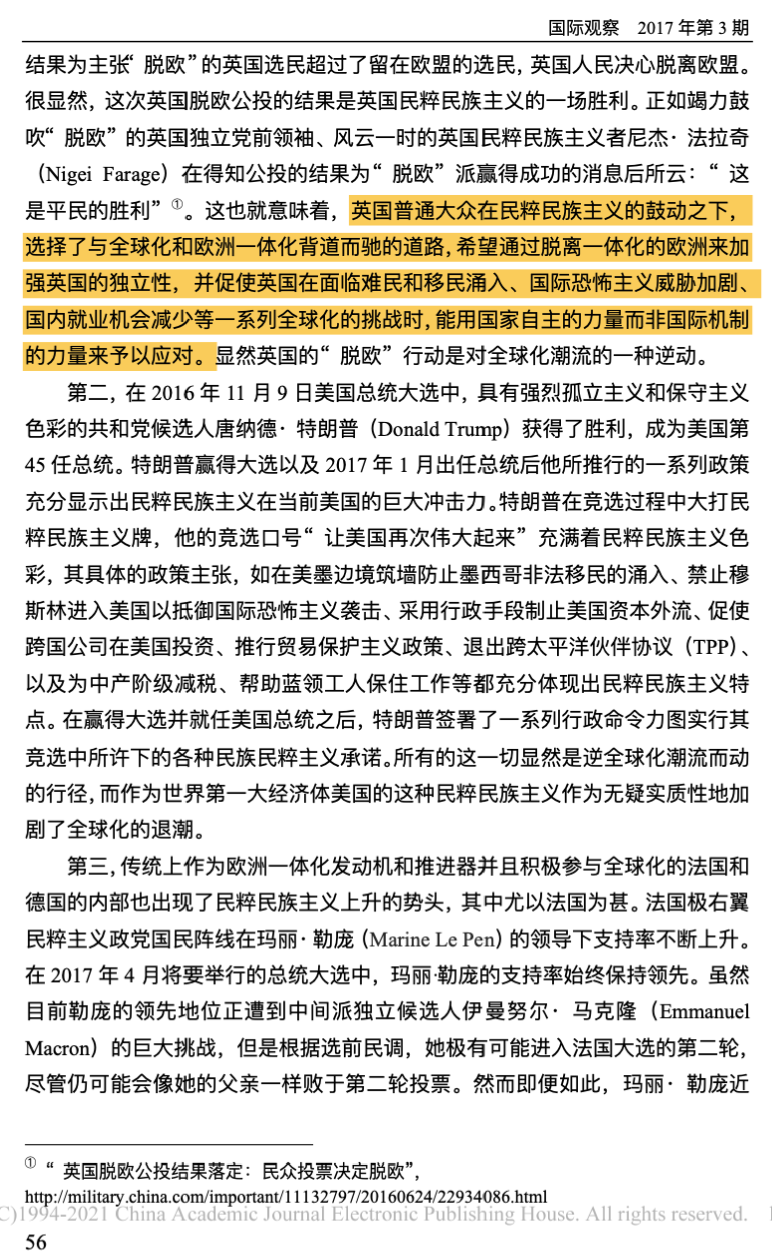 国际观察 2017 年第 3 期
结果为主张“脱欧”的英国选民超过了留在欧盟的选民，英国人民决心脱离欧盟。
很显然，这次英国脱欧公投的结果是英国民粹民族主义的一场胜利。正如竭力鼓
吹“脱欧”的英国独立党前领袖、风云一时的英国民粹民族主义者尼杰·法拉奇
（Nigei Farage）在得知公投的结果为“脱欧”派赢得成功的消息后所云：“这
是平民的胜利”①。这也就意味着，英国普通大众在民粹民族主义的鼓动之下，
选择了与全球化和欧洲一体化背道而驰的道路，希望通过脱离一体化的欧洲来加
强英国的独立性，并促使英国在面临难民和移民涌入、国际恐怖主义威胁加剧、
国内就业机会减少等一系列全球化的挑战时，能用国家自主的力量而非国际机制
的力量来予以应对。显然英国的“脱欧”行动是对全球化潮流的一种逆动。
第二，在 2016 年 11 月 9 日美国总统大选中，具有强烈孤立主义和保守主义
色彩的共和党候选人唐纳德·特朗普（Donald Trump）获得了胜利，成为美国第
45 任总统。特朗普赢得大选以及 2017 年 1 月出任总统后他所推行的一系列政策
充分显示出民粹民族主义在当前美国的巨大冲击力。特朗普在竞选过程中大打民
粹民族主义牌，他的竞选口号“让美国再次伟大起来”充满着民粹民族主义色
彩，其具体的政策主张，如在美墨边境筑墙防止墨西哥非法移民的涌入、禁止穆
斯林进入美国以抵御国际恐怖主义袭击、采用行政手段制止美国资本外流、促使
跨国公司在美国投资、推行贸易保护主义政策、退出跨太平洋伙伴协议（TPP）、
以及为中产阶级减税、帮助蓝领工人保住工作等都充分体现出民粹民族主义特
点。在赢得大选并就任美国总统之后，特朗普签署了一系列行政命令力图实行其
竞选中所许下的各种民族民粹主义承诺。所有的这一切显然是逆全球化潮流而动
的行径，而作为世界第一大经济体美国的这种民粹民族主义作为无疑实质性地加
剧了全球化的退潮。
第三，传统上作为欧洲一体化发动机和推进器并且积极参与全球化的法国和
德国的内部也出现了民粹民族主义上升的势头，其中尤以法国为甚。法国极右翼
民粹主义政党国民阵线在玛丽·勒庞（Marine Le Pen）的领导下支持率不断上升。
在 2017 年 4 月将要举行的总统大选中，玛丽·勒庞的支持率始终保持领先。虽然
目前勒庞的领先地位正遭到中间派独立候选人伊曼努尔·马克隆（Emmanuel
Macron）的巨大挑战，但是根据选前民调，她极有可能进入法国大选的第二轮，
尽管仍可能会像她的父亲一样败于第二轮投票。然而即便如此，玛丽·勒庞近
①“英国脱欧公投结果落定：民众投票决定脱欧”，
http://military.china.com/important/11132797/20160624/22934086.html
C)1994-2021 China Academic Journal Electronic Publishing House. All rights reserved.
56